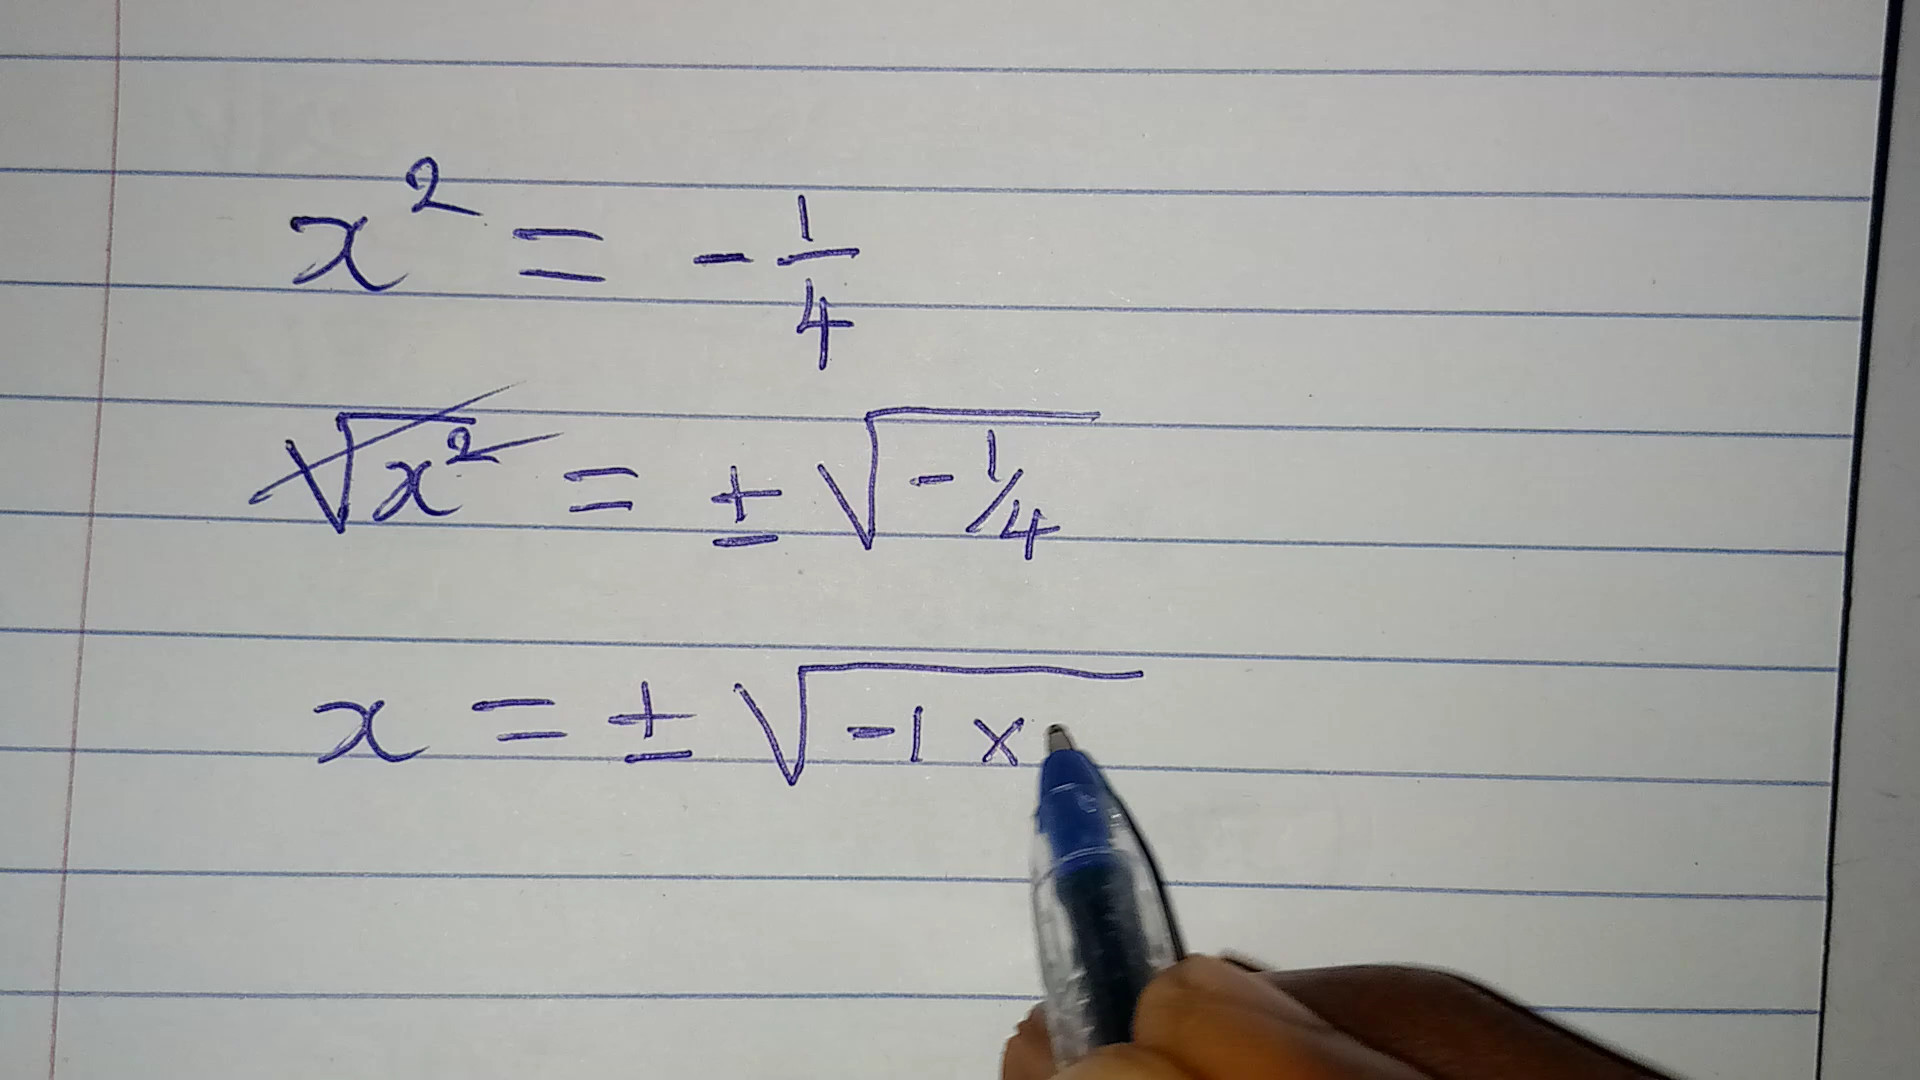 x² = - 1/4
√x² = ± √-1/4
x = ± √-1 ×